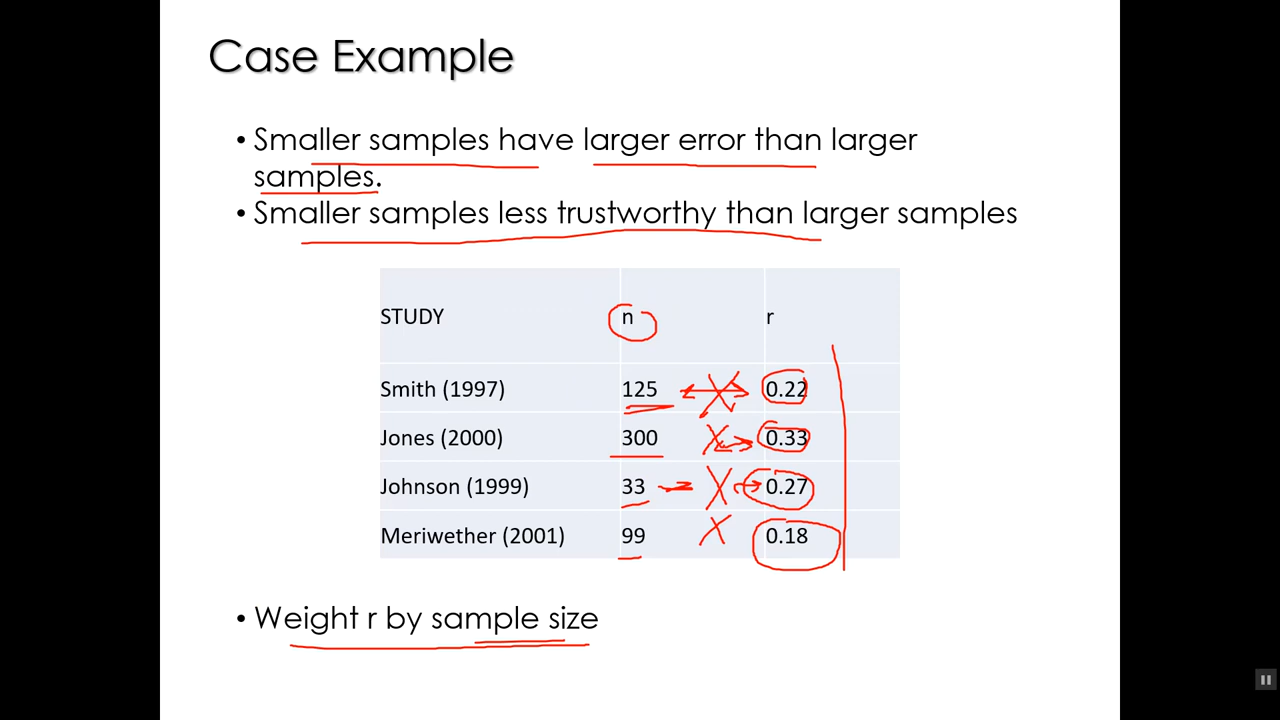 Case Example
• Smaller samples have larger error than larger
samples.
• Smaller samples less trustworthy than larger samples
STUDY n r
Smith (1997) 125 X 0.22
Jones (2000) 300 X 0.33
Johnson (1999) 33 X 0.27
Meriwether (2001) 99 X 0.18
• Weight r by sample size